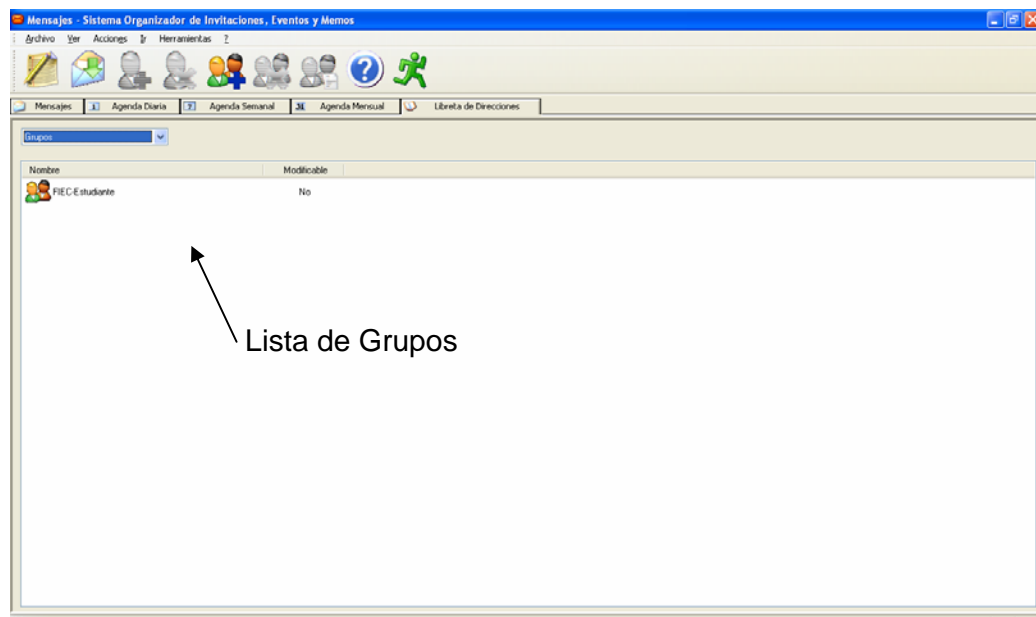 Mensajes - Sistema Organizador de Invitaciones, Eventos y Memos
Archivo Ver Acciones Ir Herramientas ?
Mensajes Agenda Diaria Agenda Semanal Agenda Mensual Libreta de Direcciones
Grupos
Nombre Modificable
FIEC-Estudiante No
Lista de Grupos